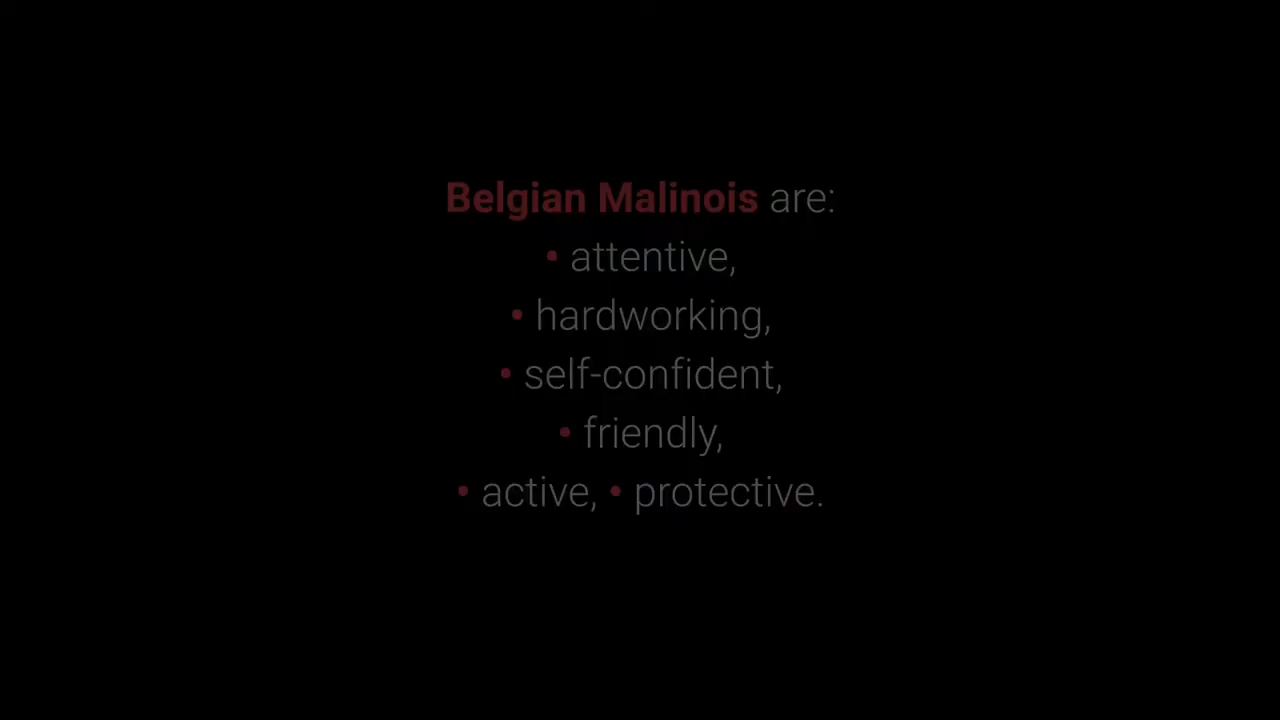 Belgian Malinois are:
• attentive,
• hardworking,
• self-confident,
• friendly,
• active, • protective.